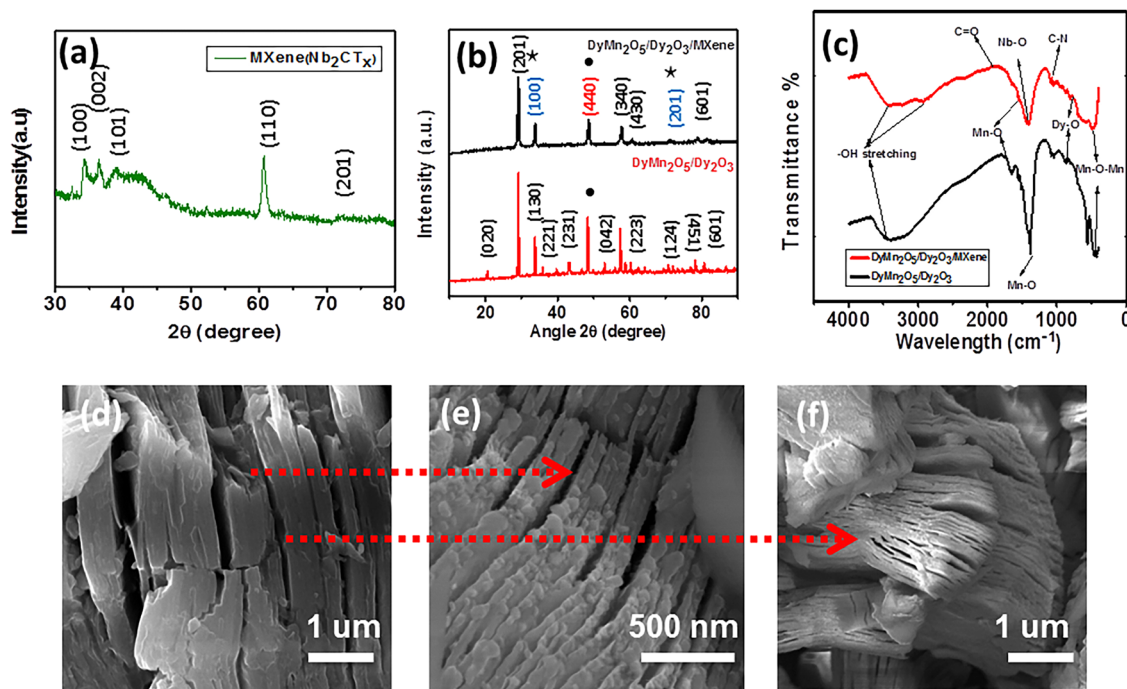 (a)
MXene(Nb2CTx)
(100)
(002)
(101)
(110)
(201)
Intensity(a.u)
30 40 50 60 70 80
2θ (degree)
(b)
DyMn2O5/Dy2O3/MXene
(201)
★
(100)
●
(440)
(340)
(430)
★
(201)
(601)
DyMn2O5/Dy2O3
(020)
(130)
(221)
(231)
●
(042)
(223)
(124)
(451)
(109)
Intensity (a.u.)
20 40 60 80
Angle 2θ (degree)
(c)
C=O
Nb-O
C-N
Mn-O
Dy-O
-OH stretching
Mn-O-Mn
DyMn2O5/Dy2O3/MXene
DyMn2O5/Dy2O3
Mn-O
Transmittance %
4000 3000 2000 1000 0
Wavelength (cm-1)
(d)
1 um
(e)
500 nm
(f)
1 um